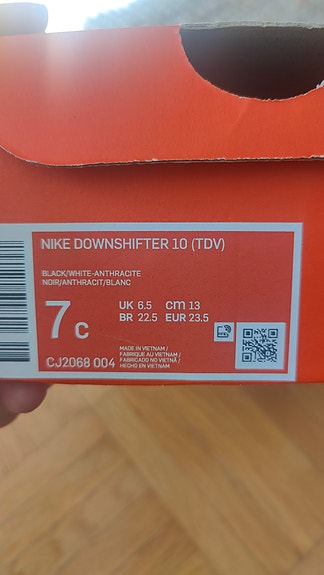 NIKE DOWNSHIFTER 10 (TDV)
BLACK/WHITE-ANTHRACITE
NOIR/ANTHRACIT/BLANC
7 C
UK 6.5 cm 13
BR 22.5 EUR 23.5
CJ2068 004
MADE IN VIETNAM /
FABRIQUE AU VIETNAM /
FABRICADO NO VIETNÃ /
HECHO EN VIETNAM